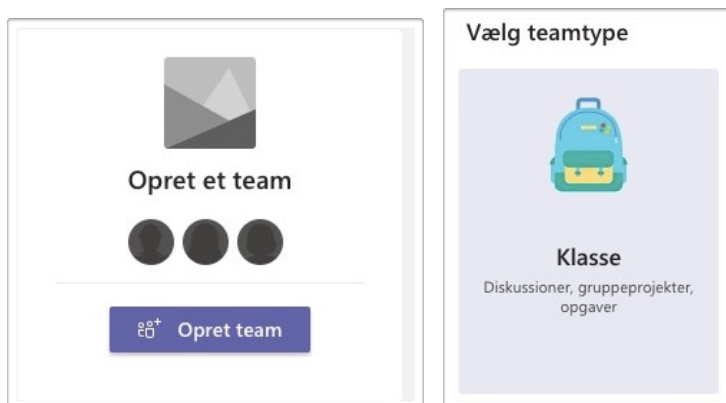 Opret et team
Opret team
Vælg teamtype
Klasse
Diskussioner, gruppeprojekter,
opgaver